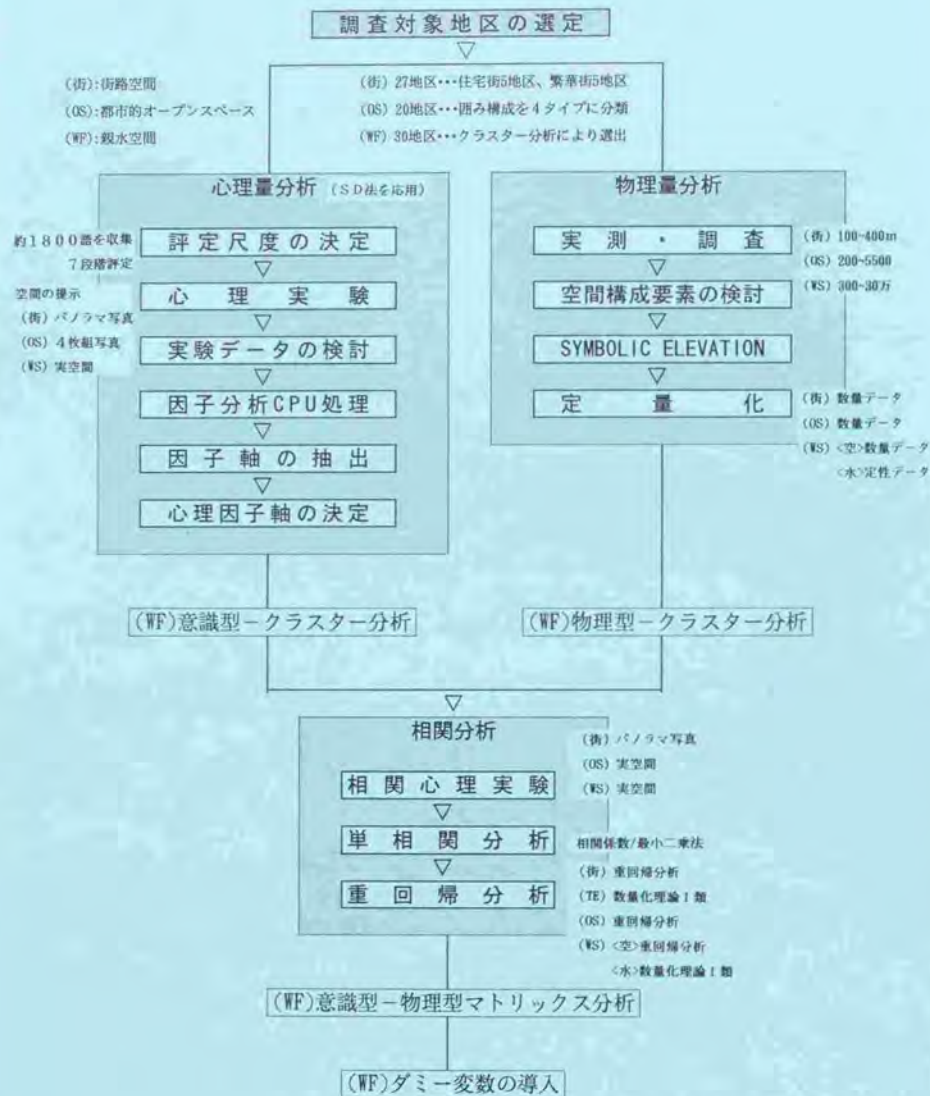 調査対象地区の選定
▽
(街):街路空間
(OS):都市的オープンスペース
(WF):親水空間
(街) 27地区・・・住宅街5地区、繁華街5地区
(OS) 20地区・・・囲み構成を4タイプに分類
(WF) 30地区・・・クラスター分析により選出
心理量分析 (SD法を応用)
約1800語を収集
7段階評定
空間の提示
(街) パノラマ写真
(OS) 4枚組写真
(WS) 実空間
評定尺度の決定
▽
心理実験
▽
実験データの検討
▽
因子分析CPU処理
▽
因子軸の抽出
▽
心理因子軸の決定
物理量分析
実測・調査
▽
空間構成要素の検討
▽
SYMBOLIC ELEVATION
▽
定量化
(街) 100~400m
(OS) 200~5500
(WS) 300~30万
(街) 数量データ
(OS) 数量データ
(WS) <空>数量データ
<水>定性データ
(WF)意識型-クラスター分析
(WF)物理型-クラスター分析
▽
相関分析
相関心理実験
▽
単相関分析
▽
重回帰分析
(街) パノラマ写真
(OS) 実空間
(WS) 実空間
相関係数/最小二乗法
(街) 重回帰分析
(TE) 数量化理論Ⅰ類
(OS) 重回帰分析
(WS) <空>重回帰分析
<水>数量化理論Ⅰ類
(WF)意識型-物理型マトリックス分析
(WF)ダミー変数の導入